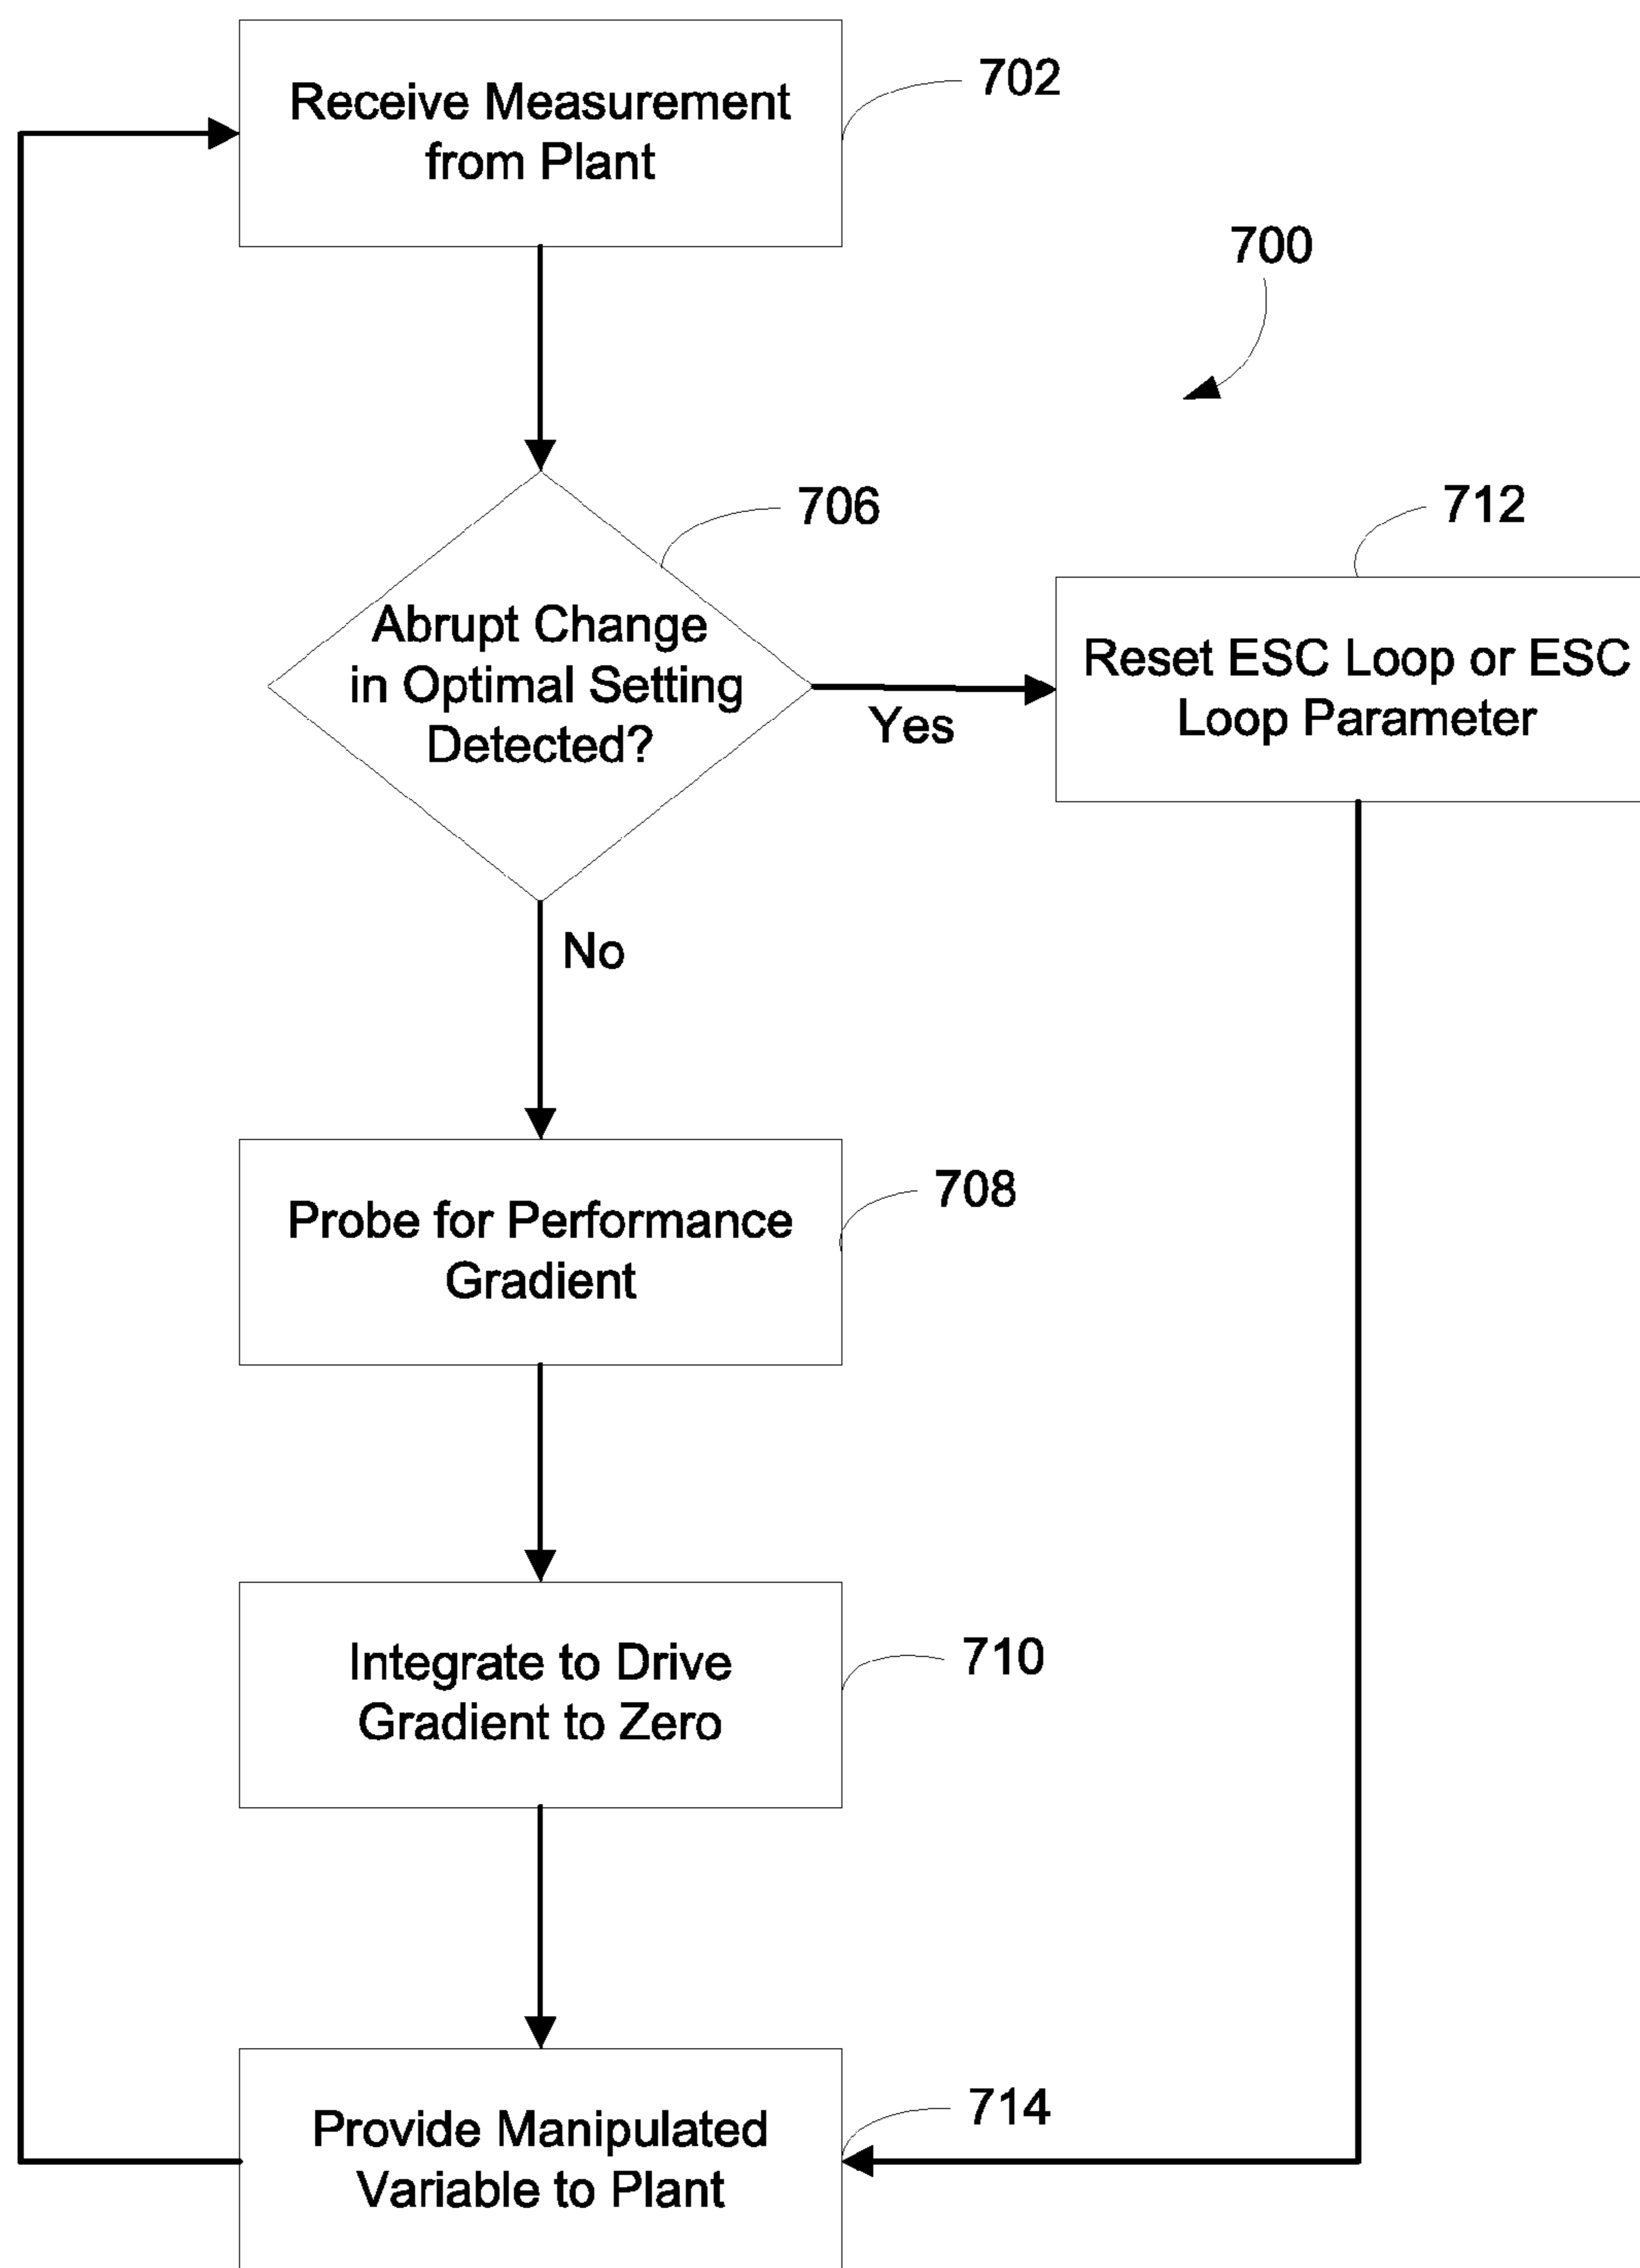 Receive Measurement
from Plant
702
700
706
Abrupt Change
in Optimal Setting
Detected?
Yes
712
Reset ESC Loop or ESC
Loop Parameter
No
708
Probe for Performance
Gradient
710
Integrate to Drive
Gradient to Zero
714
Provide Manipulated
Variable to Plant